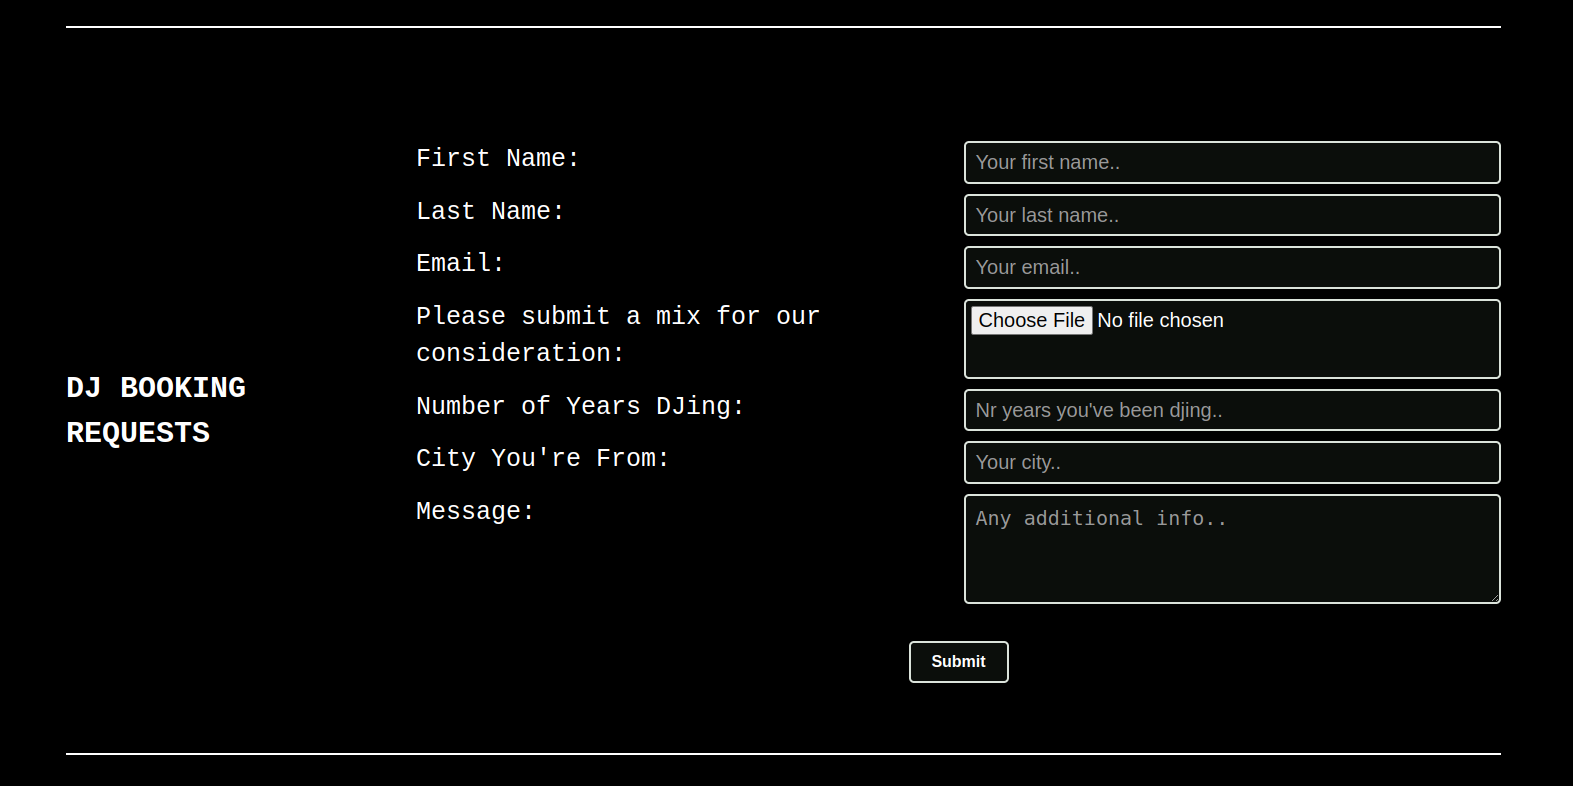 DJ BOOKING
REQUESTS
First Name:
Your first name..
Last Name:
Your last name..
Email:
Your email..
Please submit a mix for our
consideration:
Choose File No file chosen
Number of Years DJing:
Nr years you've been djing..
City You're From:
Your city..
Message:
Any additional info..
Submit